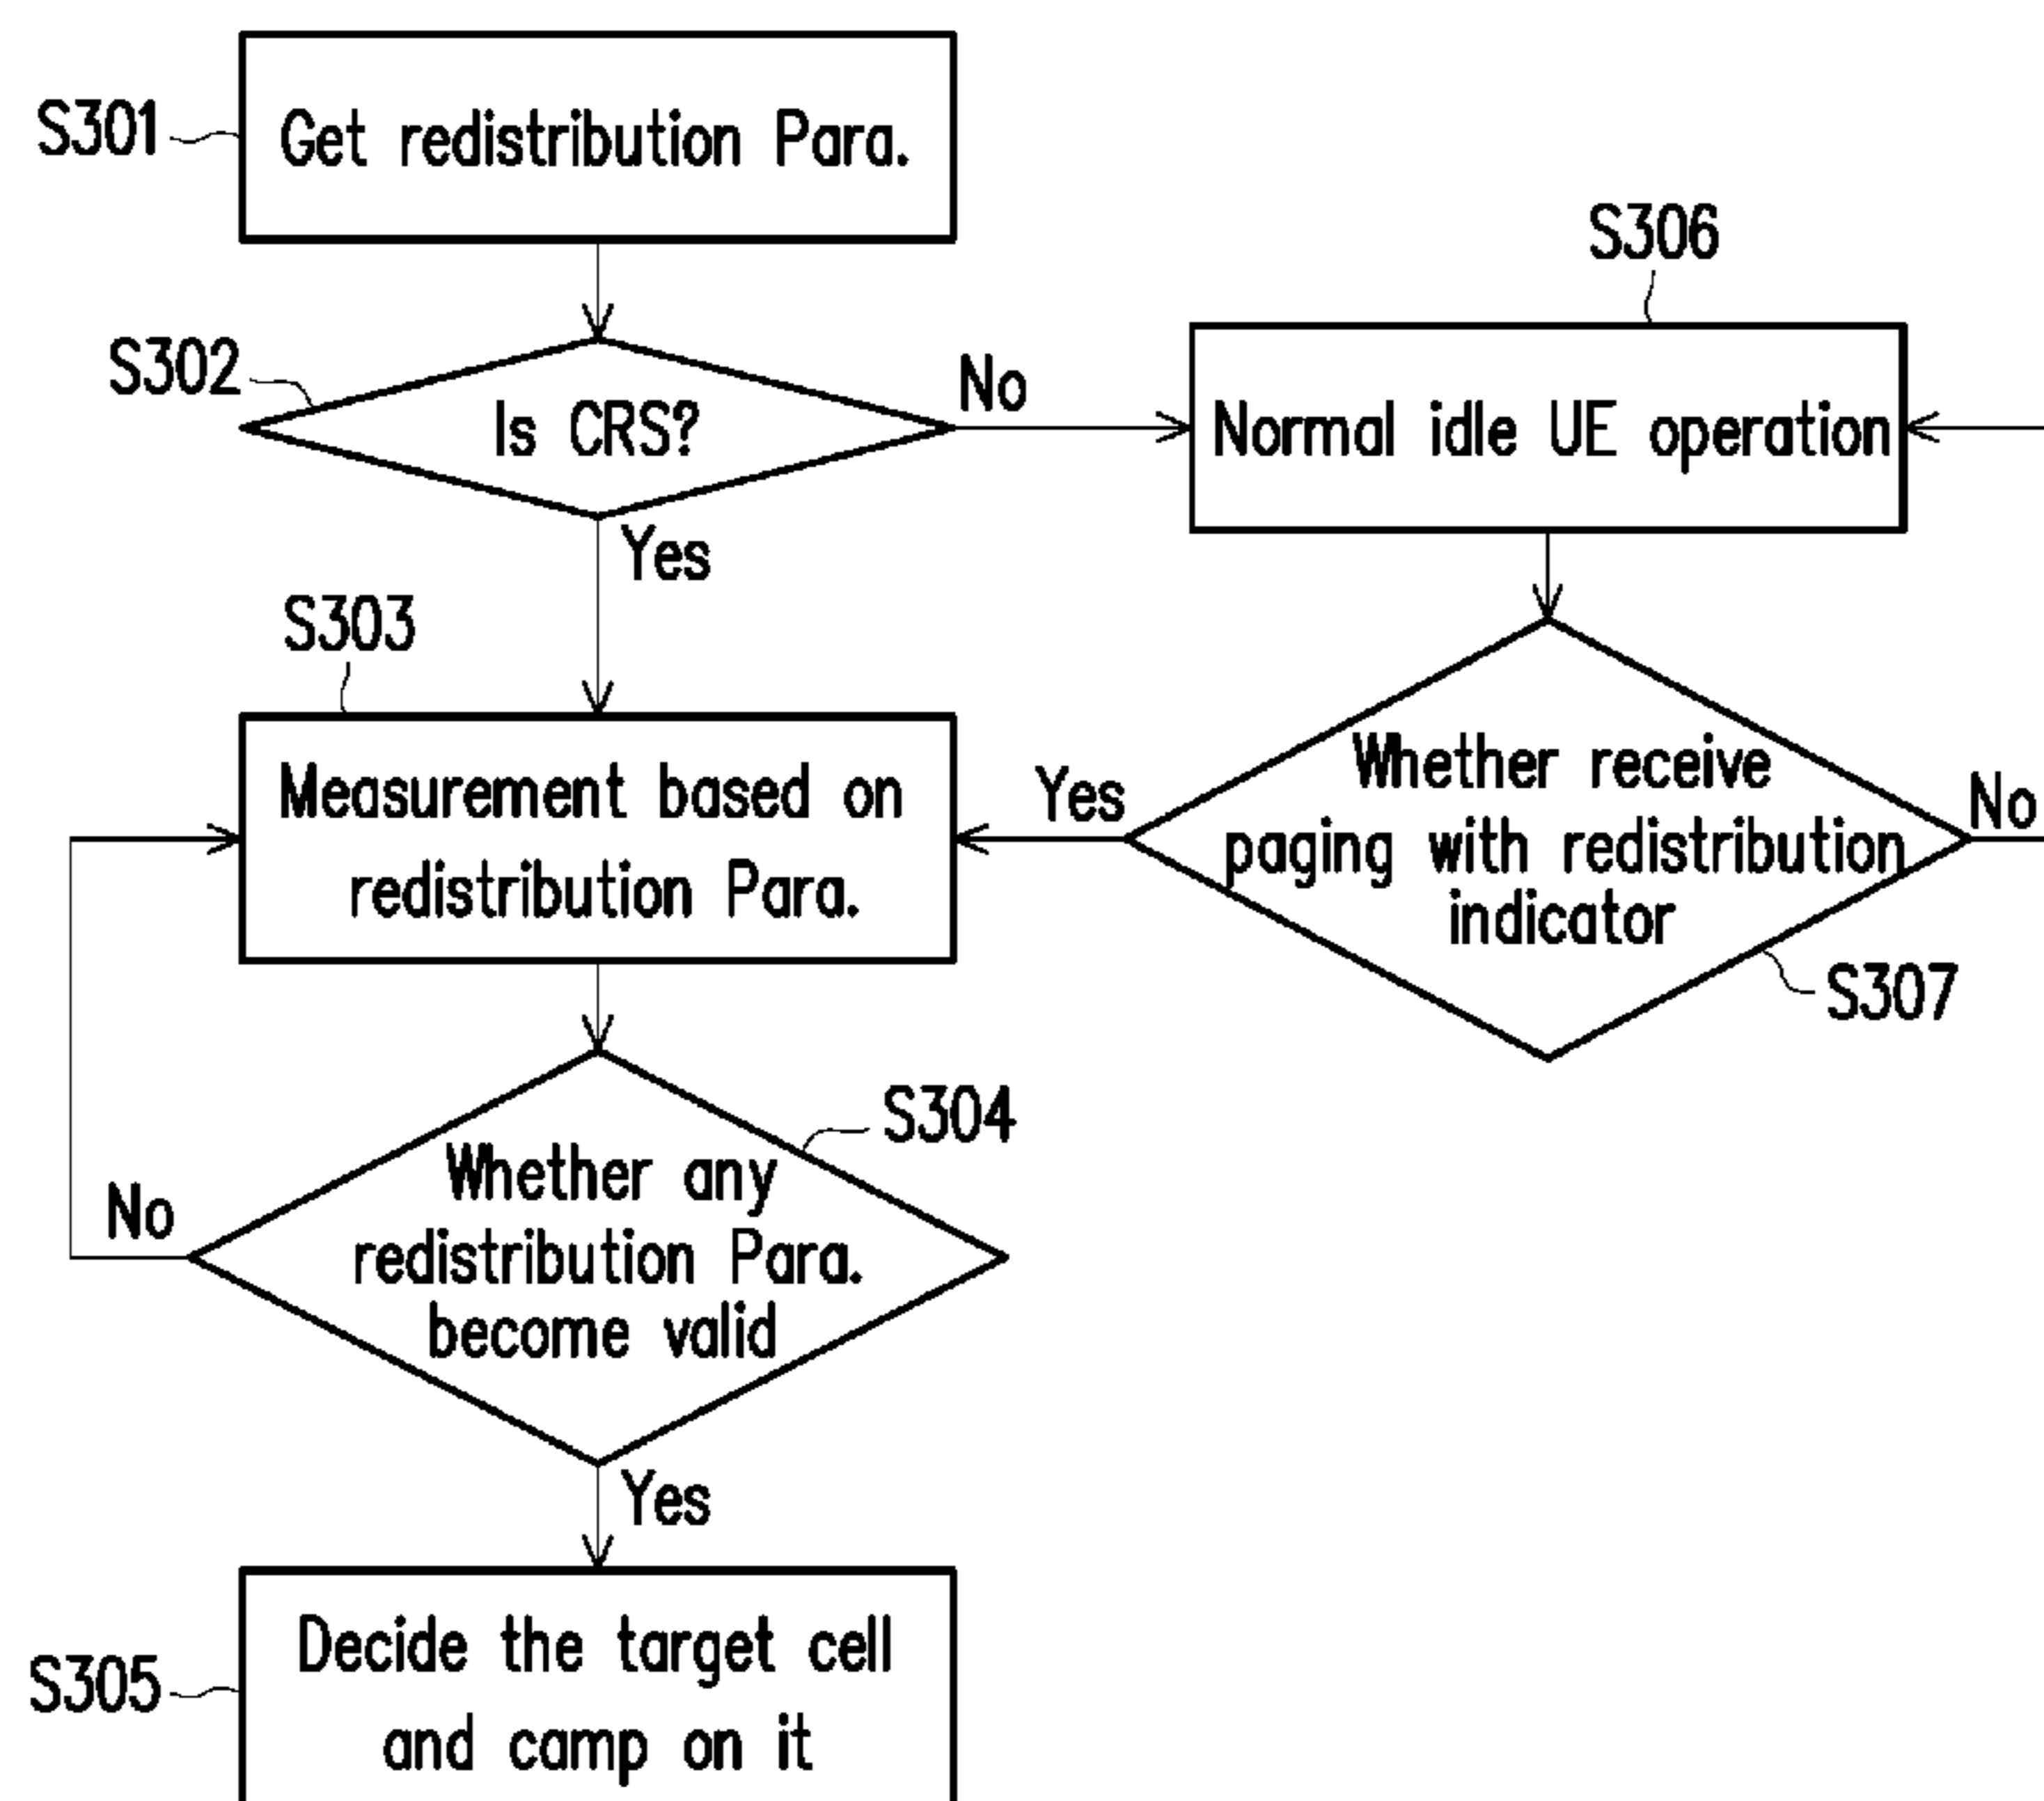 S301
Get redistribution Para.
S302
Is CRS?
No
Yes
S306
Normal idle UE operation
S303
Measurement based on
redistribution Para.
Yes
Whether receive
paging with redistribution
indicator
No
S307
S304
Whether any
redistribution Para.
become valid
No
Yes
S305
Decide the target cell
and camp on it